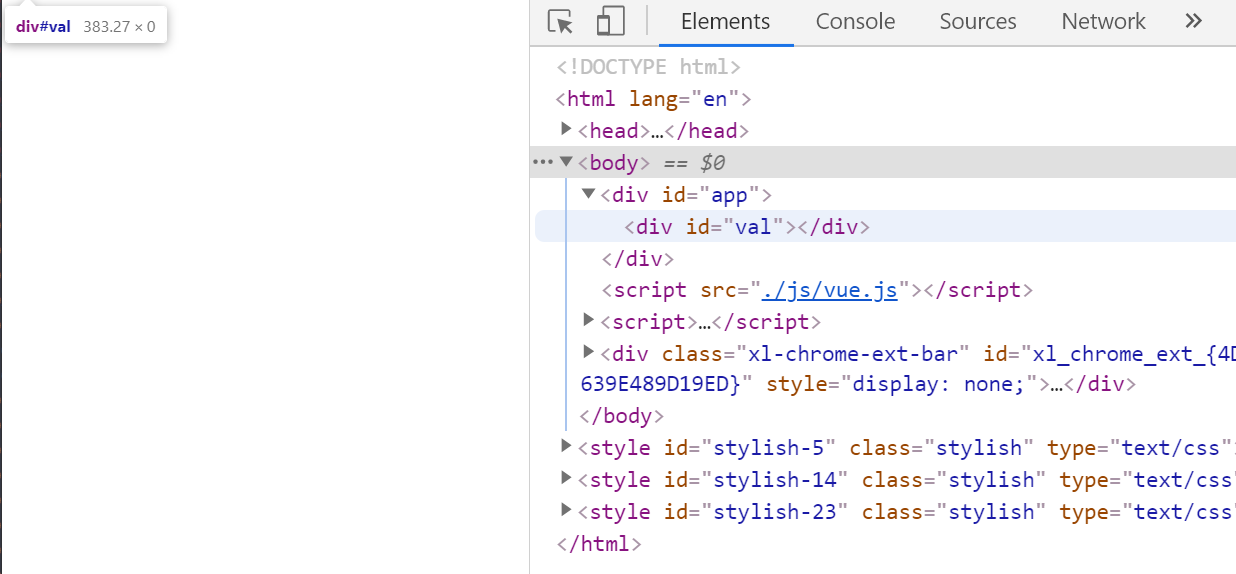 div#val 383.27 × 0
Elements Console Sources Network »
<!DOCTYPE html>
<html lang="en">
<head>…</head>
<body> == $0
<div id="app">
<div id="val"></div>
</div>
<script src="./js/vue.js"></script>
<script>…</script>
<div class="xl-chrome-ext-bar" id="xl_chrome_ext_{4D
639E489D19ED}" style="display: none;">…</div>
</body>
<style id="stylish-5" class="stylish" type="text/css"
<style id="stylish-14" class="stylish" type="text/css"
<style id="stylish-23" class="stylish" type="text/css"
</html>